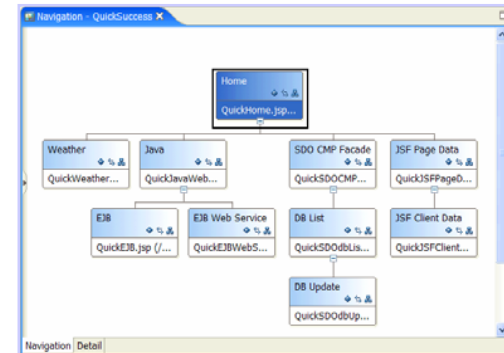 Navigation - QuickSuccess
Home
QuickHome.jsp...
Weather
QuickWeather...
Java
QuickJavaWeb...
SDO CMP Facade
QuickSDOCMP...
JSF Page Data
QuickJSFPageD...
EJB
QuickEJB.jsp (/...
EJB Web Service
QuickEJBWebS...
DB List
QuickSDOdbLis...
JSF Client Data
QuickJSFClient...
DB Update
QuickSDOdbUp...
Navigation Detail